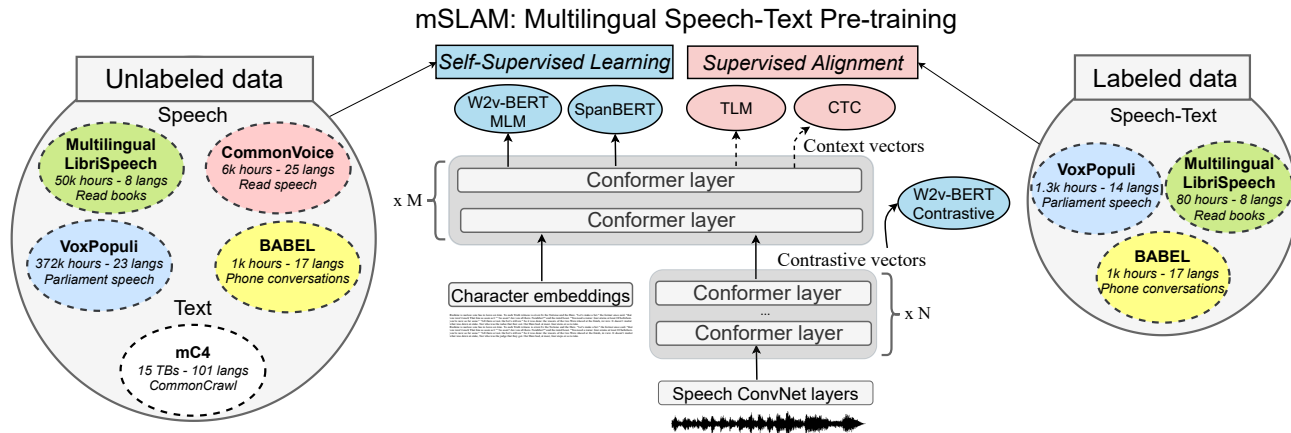 mSLAM: Multilingual Speech-Text Pre-training
Unlabeled data
Speech
Multilingual
LibriSpeech
50k hours - 8 langs
Read books
CommonVoice
6k hours - 25 langs
Read speech
VoxPopuli
372k hours - 23 langs
Parliament speech
BABEL
1k hours - 17 langs
Phone conversations
Text
mC4
15 TBs - 101 langs
CommonCrawl
Self-Supervised Learning
Supervised Alignment
W2v-BERT
MLM
SpanBERT
TLM
CTC
Context vectors
Conformer layer
x M
Conformer layer
W2v-BERT
Contrastive
Contrastive vectors
Character embeddings
Conformer layer
...
x N
Conformer layer
Speech ConvNet layers
Labeled data
Speech-Text
VoxPopuli
1.3k hours - 14 langs
Parliament speech
Multilingual
LibriSpeech
80 hours - 8 langs
Read books
BABEL
1k hours - 17 langs
Phone conversations